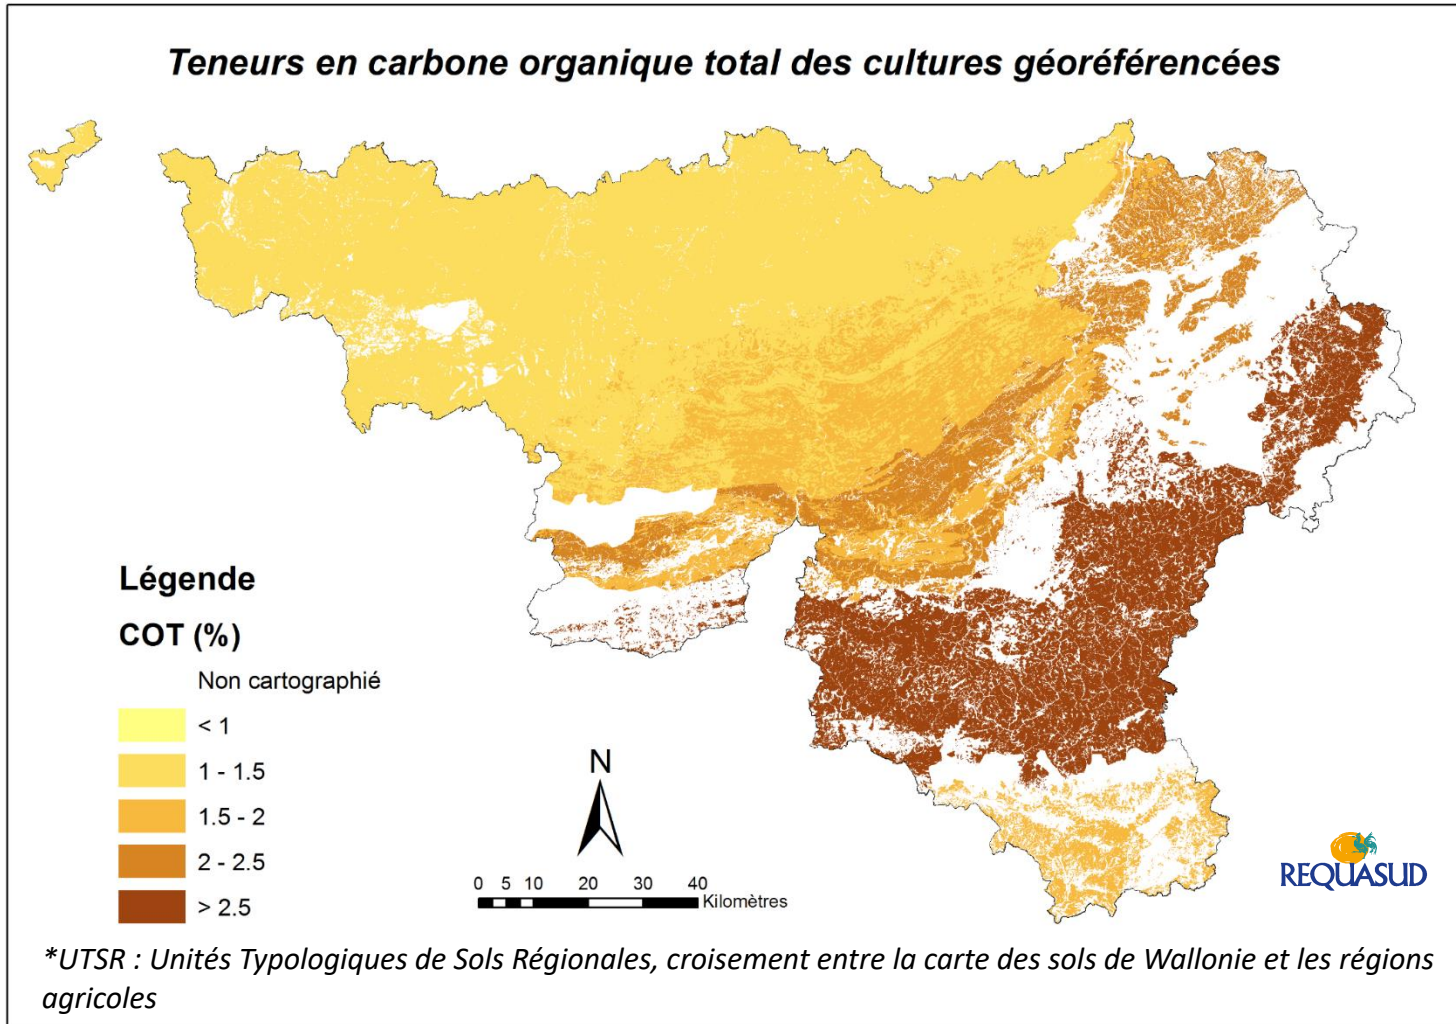 Teneurs en carbone organique total des cultures géoréférencées
Légende
COT (%)
Non cartographié
< 1
1 - 1.5
1.5 - 2
2 - 2.5
> 2.5
N
0 5 10 20 30 40
Kilomètres
REQUASUD
*UTSR : Unités Typologiques de Sols Régionales, croisement entre la carte des sols de Wallonie et les régions
agricoles